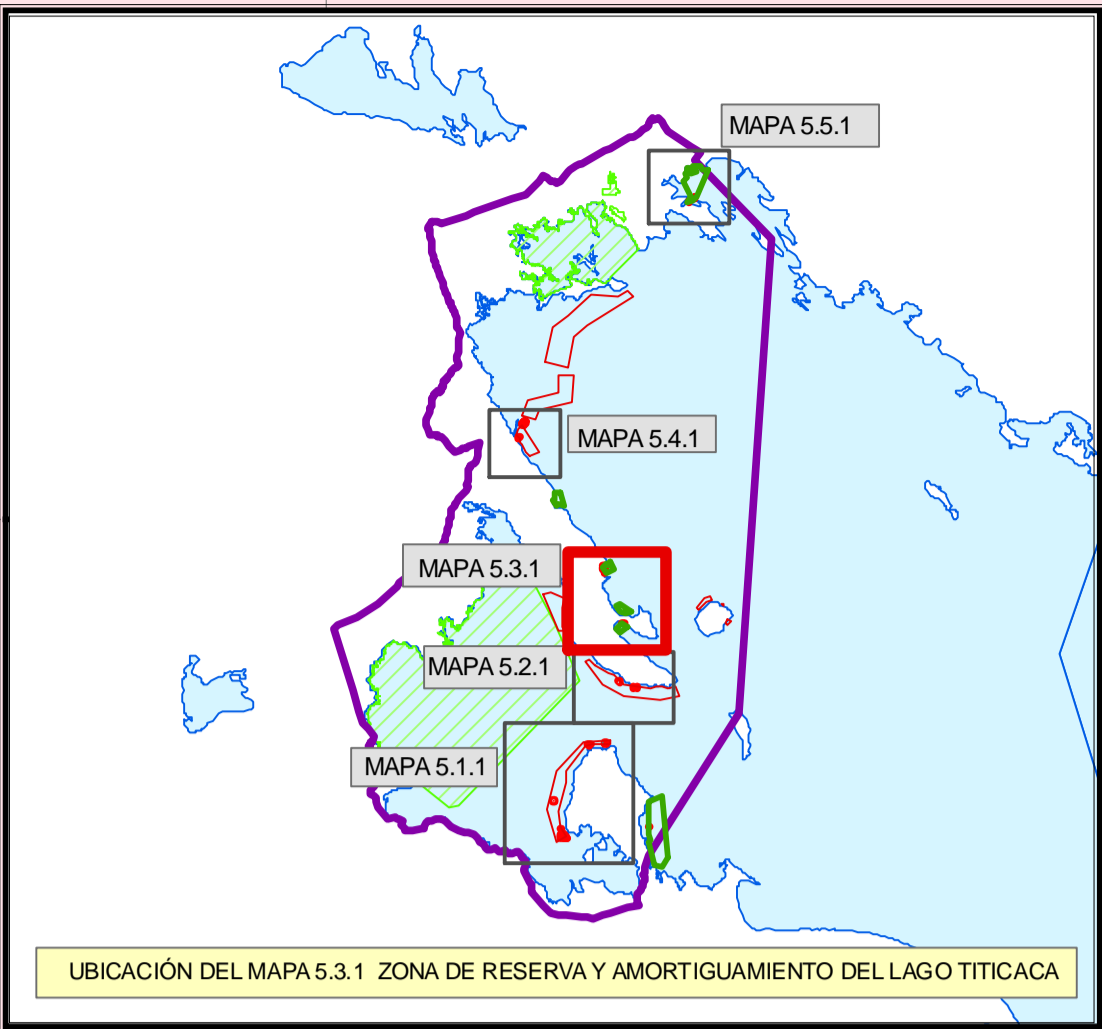 MAPA 5.5.1
MAPA 5.4.1
MAPA 5.3.1
MAPA 5.2.1
MAPA 5.1.1
UBICACIÓN DEL MAPA 5.3.1 ZONA DE RESERVA Y AMORTIGUAMIENTO DEL LAGO TITICACA